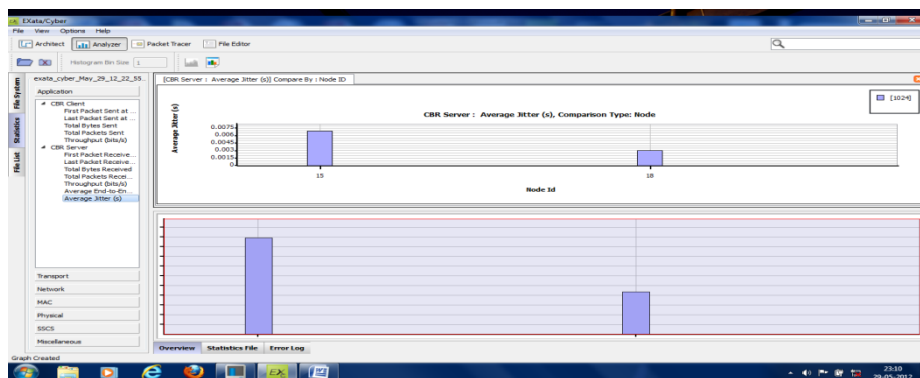 EXata/Cyber
File View Options Help
Architect Analyzer Packet Tracer File Editor
Histogram Bin Size 1
File System
Statistics
File List
exata_cyber_May_29_12_22_55...
Application
CBR Client
First Packet Sent at ...
Last Packet Sent at ...
Total Bytes Sent
Total Packets Sent
Throughput (bits/s)
CBR Server
First Packet Receive...
Last Packet Receive...
Total Bytes Received
Total Packets Recei...
Throughput (bits/s)
Average End-to-En...
Average Jitter (s)
Transport
Network
MAC
Physical
SSCS
Miscellaneous
[CBR Server : Average Jitter (s)] Compare By : Node ID
[1024]
CBR Server : Average Jitter (s), Comparison Type: Node
Average Jitter (s)
0.0075
0.006
0.0045
0.003
0.0015
0
15 18
Node Id
Overview Statistics File Error Log
Graph Created
EX
W
23:10
29-05-2012